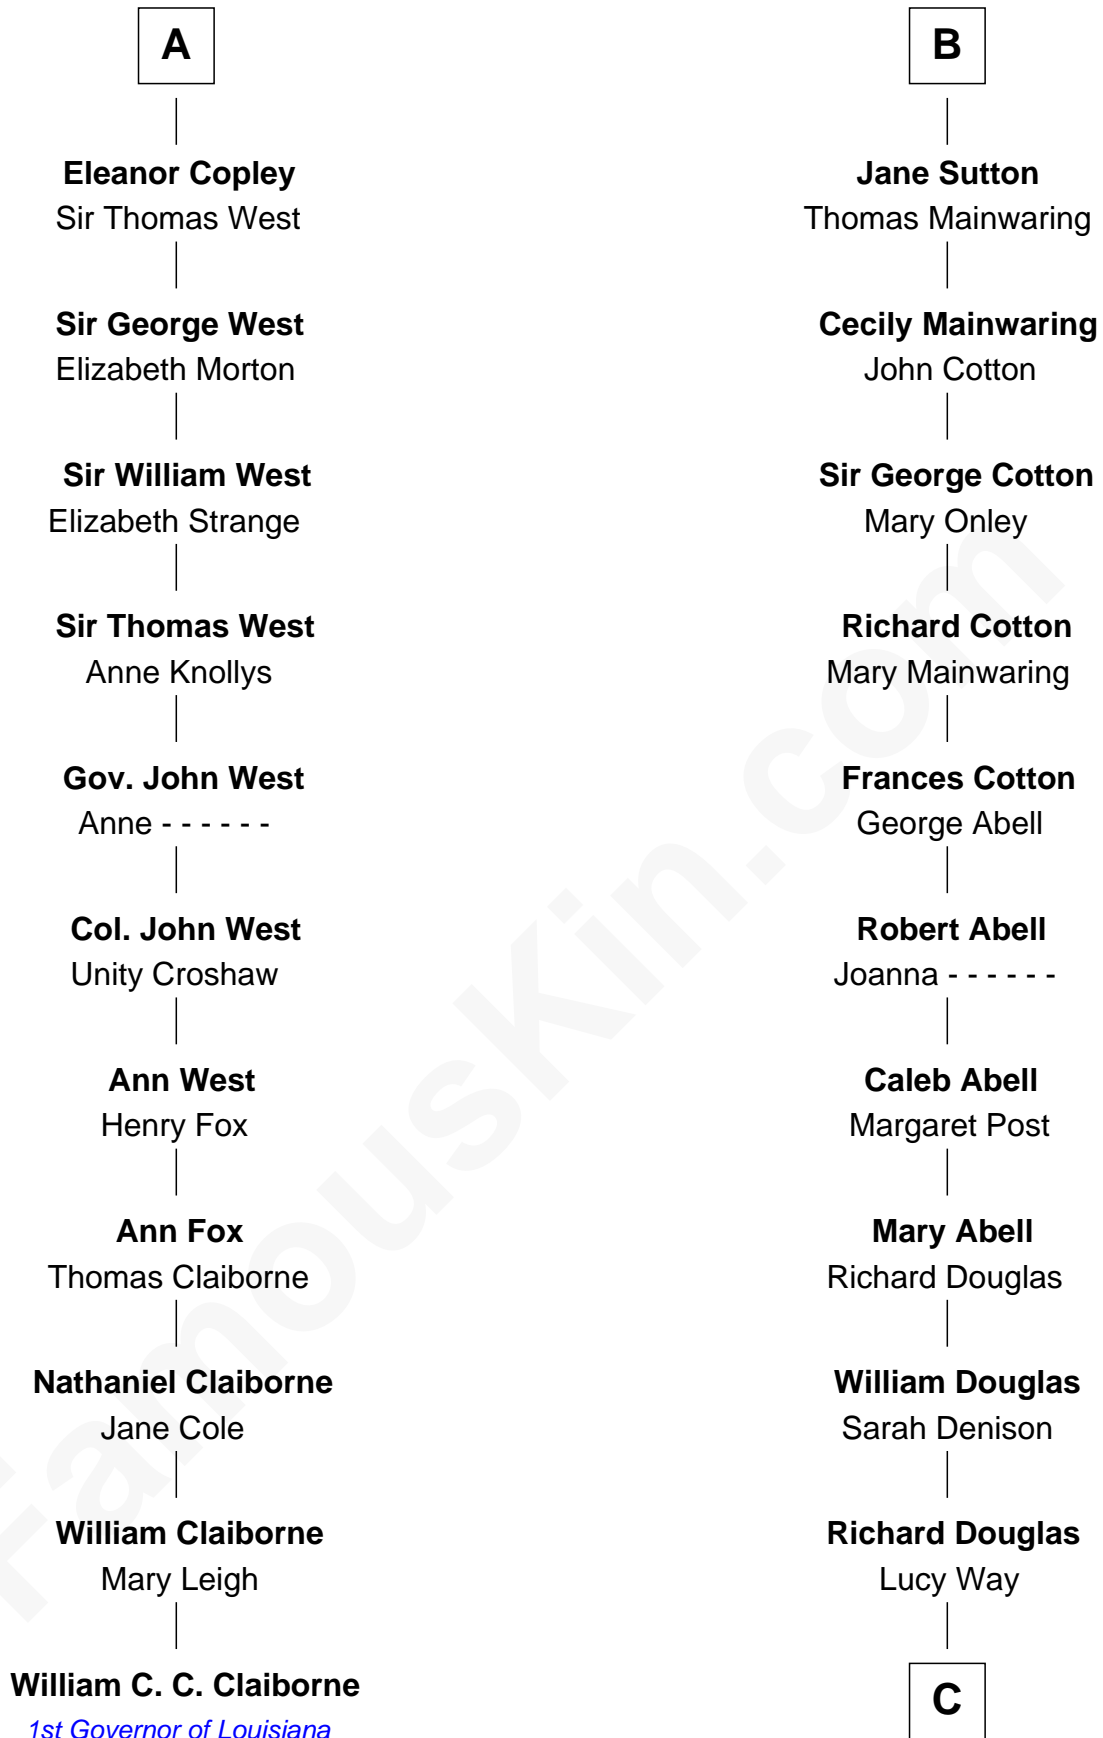 A
Eleanor Copley
Sir Thomas West
Sir George West
Elizabeth Morton
Sir William West
Elizabeth Strange
Sir Thomas West
Anne Knollys
Gov. John West
Anne - - - - - -
Col. John West
Unity Croshaw
Ann West
Henry Fox
Ann Fox
Thomas Claiborne
Nathaniel Claiborne
Jane Cole
William Claiborne
Mary Leigh
William C. C. Claiborne
1st Governor of Louisiana
B
Jane Sutton
Thomas Mainwaring
Cecily Mainwaring
John Cotton
Sir George Cotton
Mary Onley
Richard Cotton
Mary Mainwaring
Frances Cotton
George Abell
Robert Abell
Joanna - - - - - -
Caleb Abell
Margaret Post
Mary Abell
Richard Douglas
William Douglas
Sarah Denison
Richard Douglas
Lucy Way
C
FamousKin.com